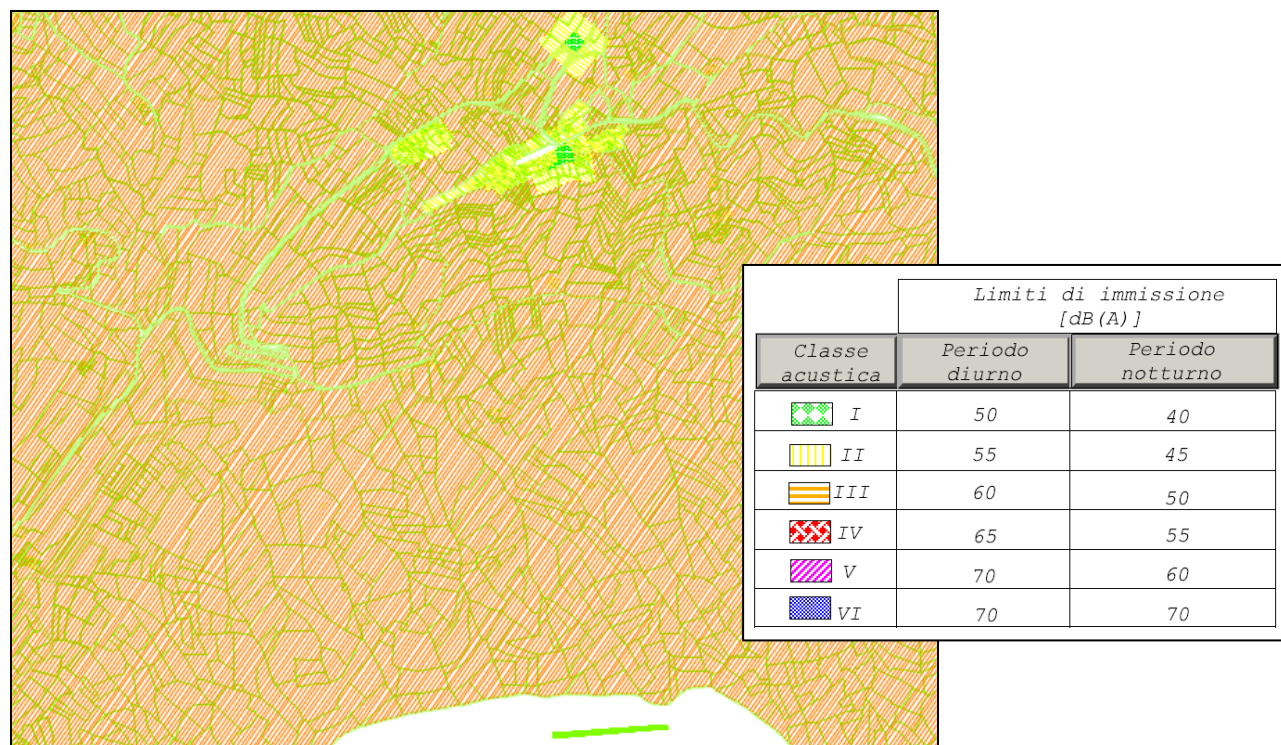 Limiti di immissione
[dB(A)]
Classe acustica Periodo diurno Periodo notturno
I 50 40
II 55 45
III 60 50
IV 65 55
V 70 60
VI 70 70